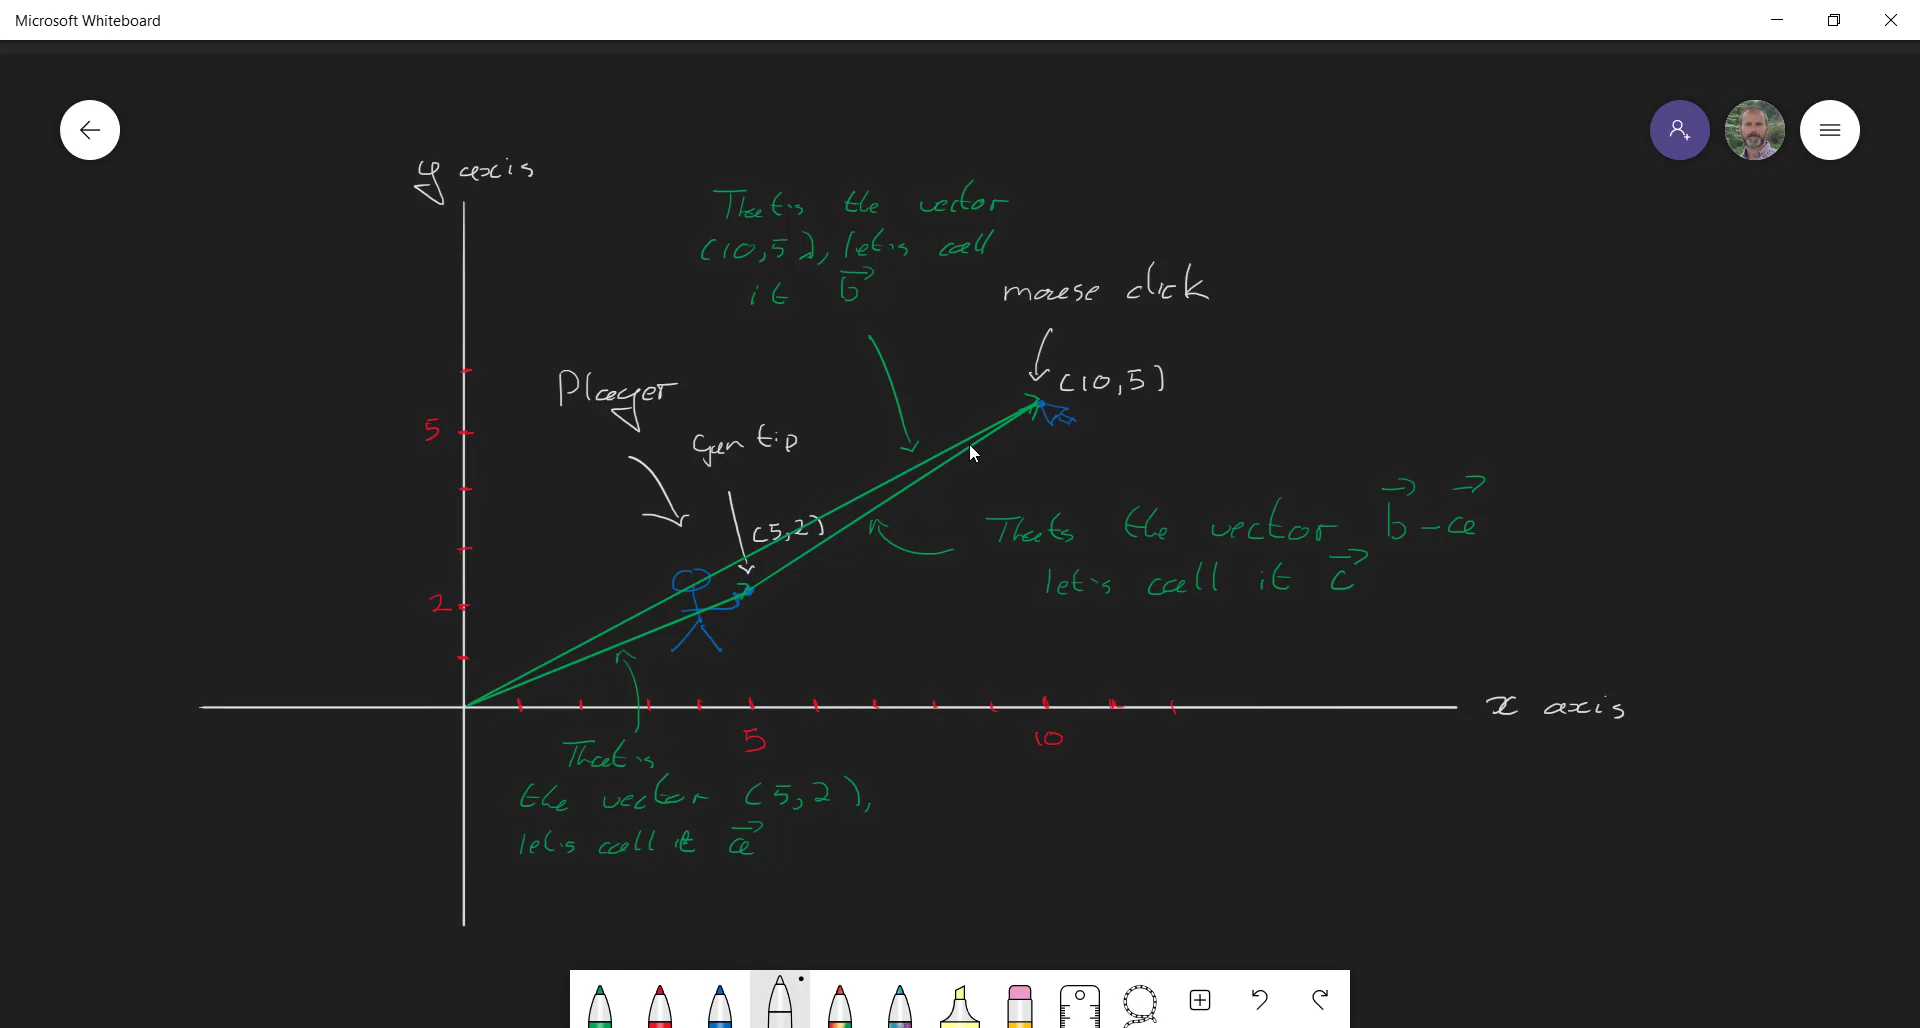 Microsoft Whiteboard
y axis
That's the vector
(10,5), let's call
it b
mouse click
(10,5)
Player
gun tip
(5,2)
5
2
That's the vector b - a
let's call it c
x axis
5
10
That's
the vector (5,2),
let's call it a